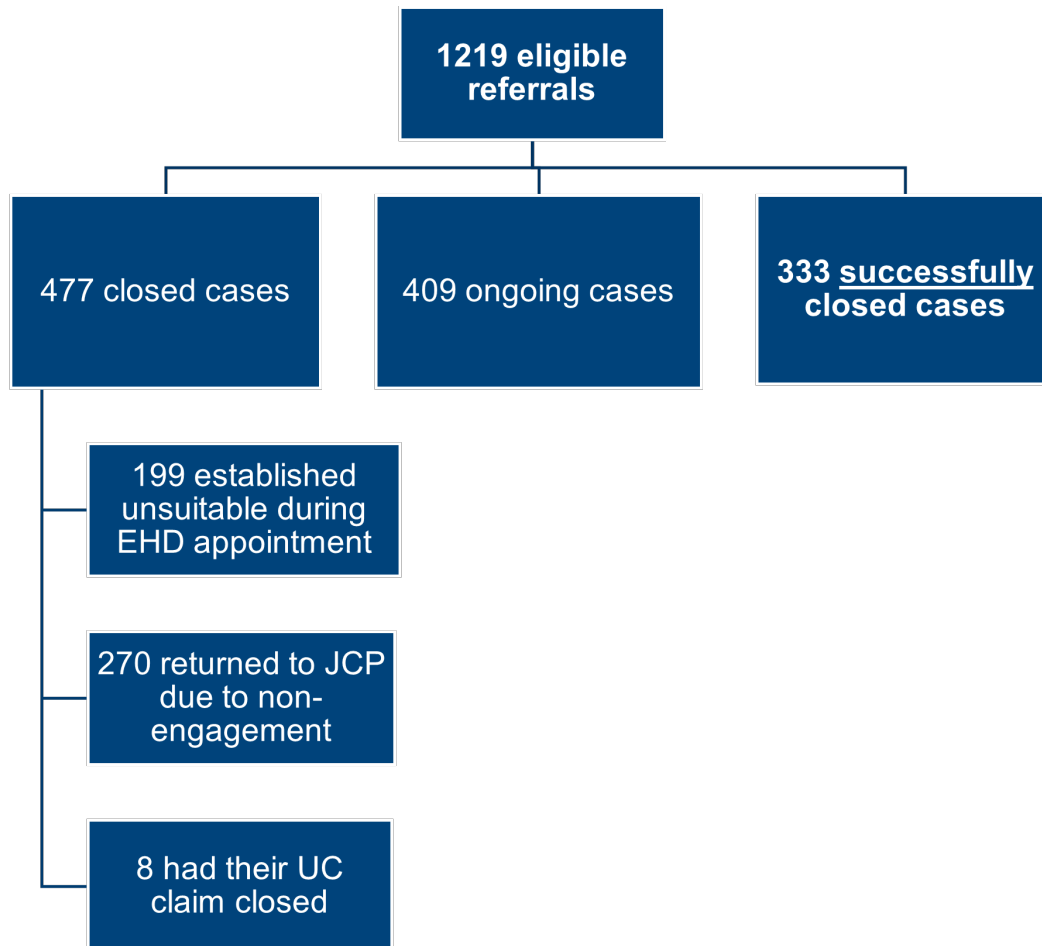 1219 eligible
referrals
477 closed cases
409 ongoing cases
333 successfully
closed cases
199 established
unsuitable during
EHD appointment
270 returned to JCP
due to non-
engagement
8 had their UC
claim closed